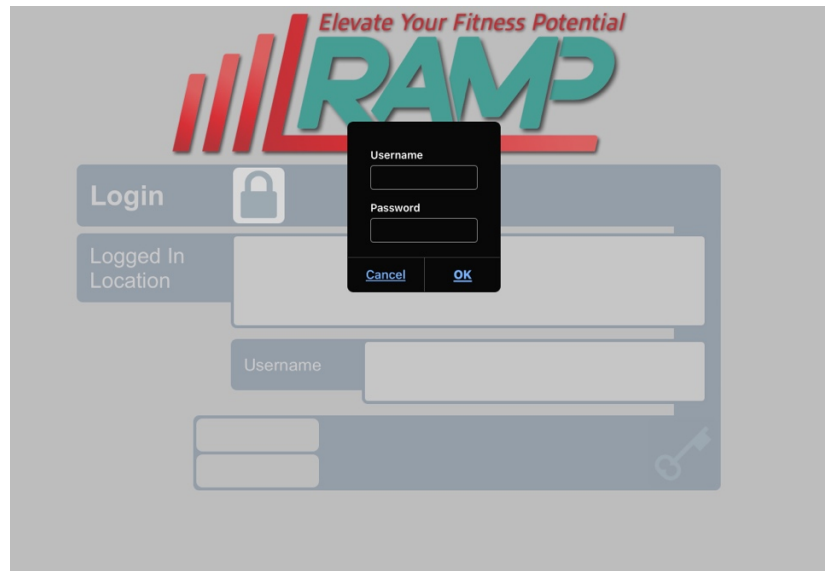 Elevate Your Fitness Potential
RAMP
Username
Password
Cancel
OK
Login
Logged In
Location
Username